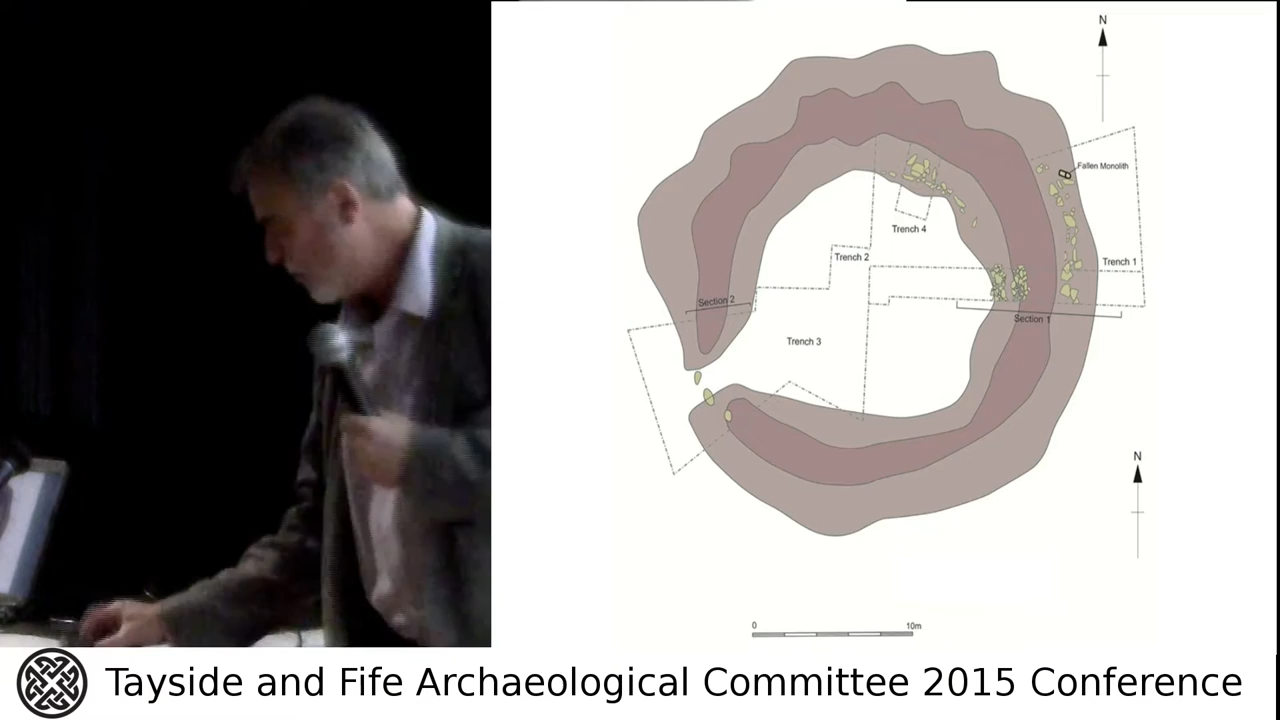 N
Fallen Monolith
Trench 4
Trench 2
Trench 1
Section 2
Section 1
Trench 3
N
0 10m
Tayside and Fife Archaeological Committee 2015 Conference